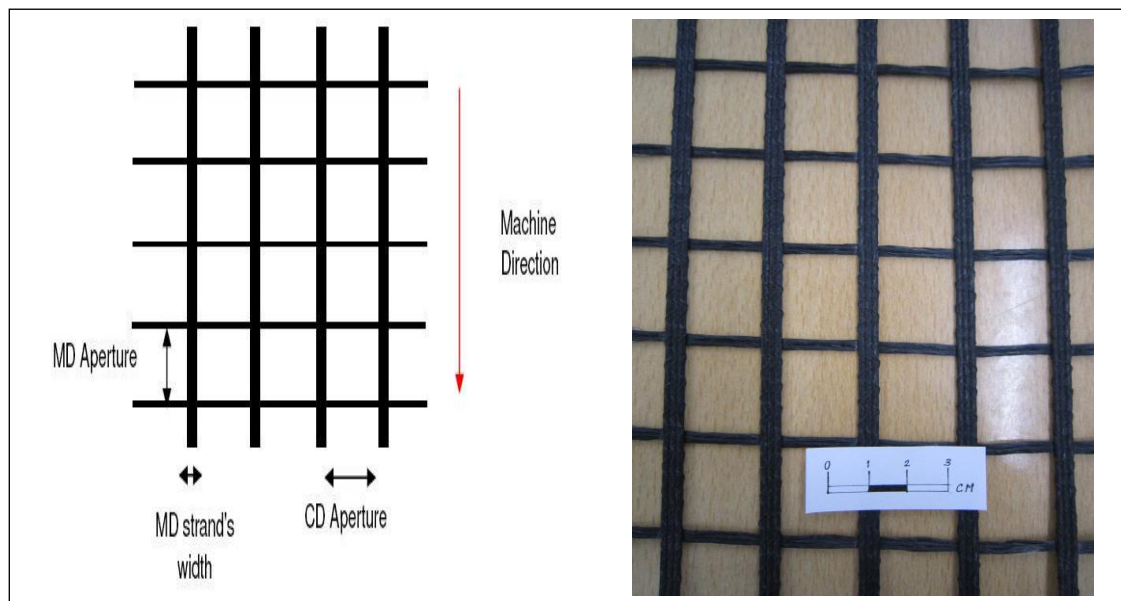 Machine
Direction
MD Aperture
MD strand's
width
CD Aperture
0 1 2 3
CM